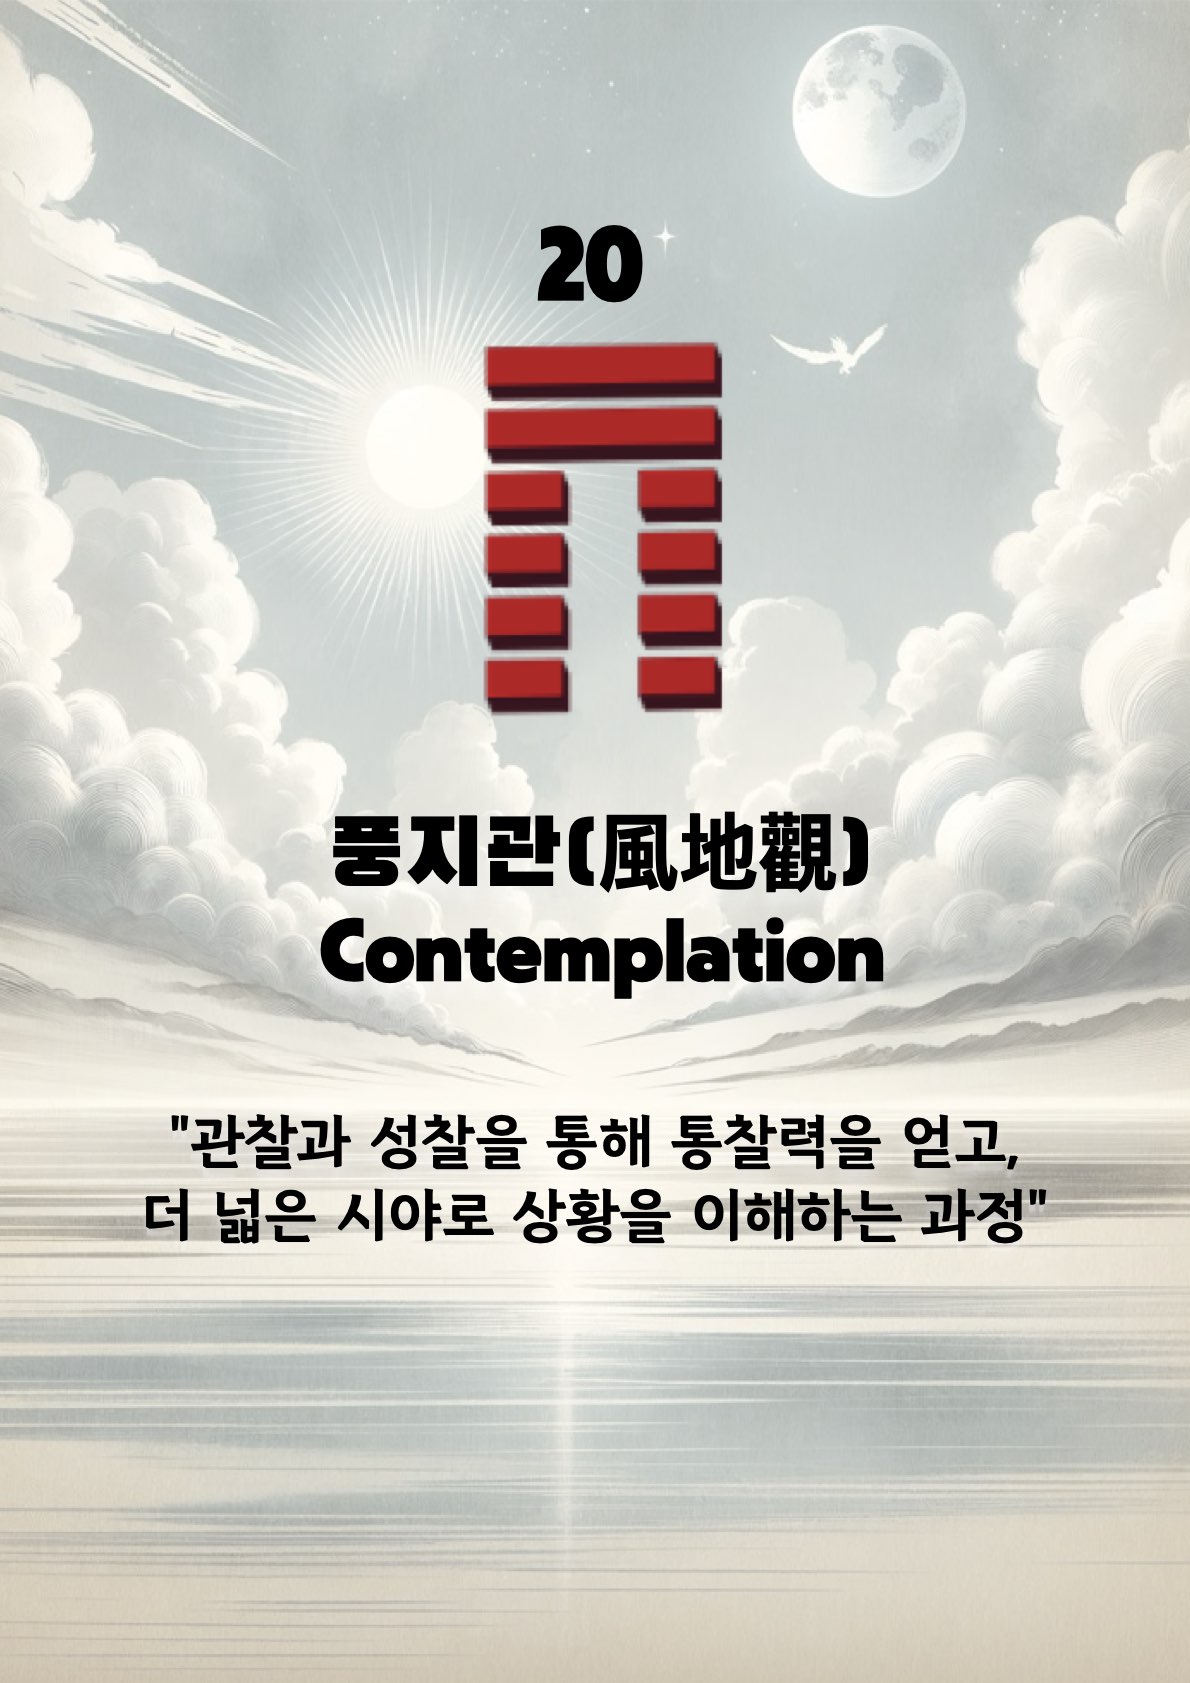 20
풍지관(風地觀)
Contemplation
"관찰과 성찰을 통해 통찰력을 얻고,
더 넓은 시야로 상황을 이해하는 과정"